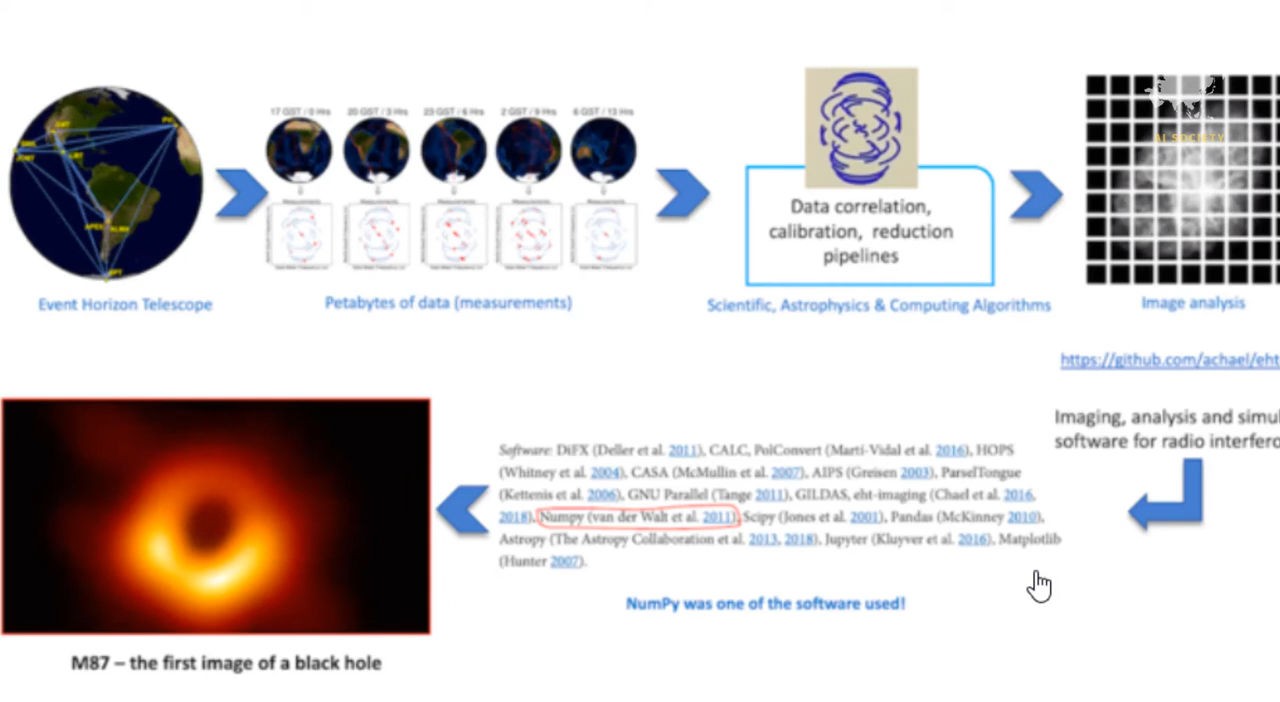 17 GST / 0 Hrs
20 GST / 3 Hrs
23 GST / 6 Hrs
2 GST / 9 Hrs
6 GST / 13 Hrs
AI SOCIETY
SMT
LMT
APEX
ALMA
Data correlation,
calibration, reduction
pipelines
Event Horizon Telescope
Petabytes of data (measurements)
Scientific, Astrophysics & Computing Algorithms
Image analysis
https://github.com/achael/eht
Imaging, analysis and simul
software for radio interfero
Software: DiFX (Deller et al. 2011), CALC, PolConvert (Martí-Vidal et al. 2016), HOPS
(Whitney et al. 2004), CASA (McMullin et al. 2007), AIPS (Greisen 2003), ParselTongue
(Kettenis et al. 2006), GNU Parallel (Tange 2011), GILDAS, eht-imaging (Chael et al. 2016,
2018), Numpy (van der Walt et al. 2011), Scipy (Jones et al. 2001), Pandas (McKinney 2010),
Astropy (The Astropy Collaboration et al. 2013, 2018), Jupyter (Kluyver et al. 2016), Matplotlib
(Hunter 2007).
NumPy was one of the software used!
M87 – the first image of a black hole